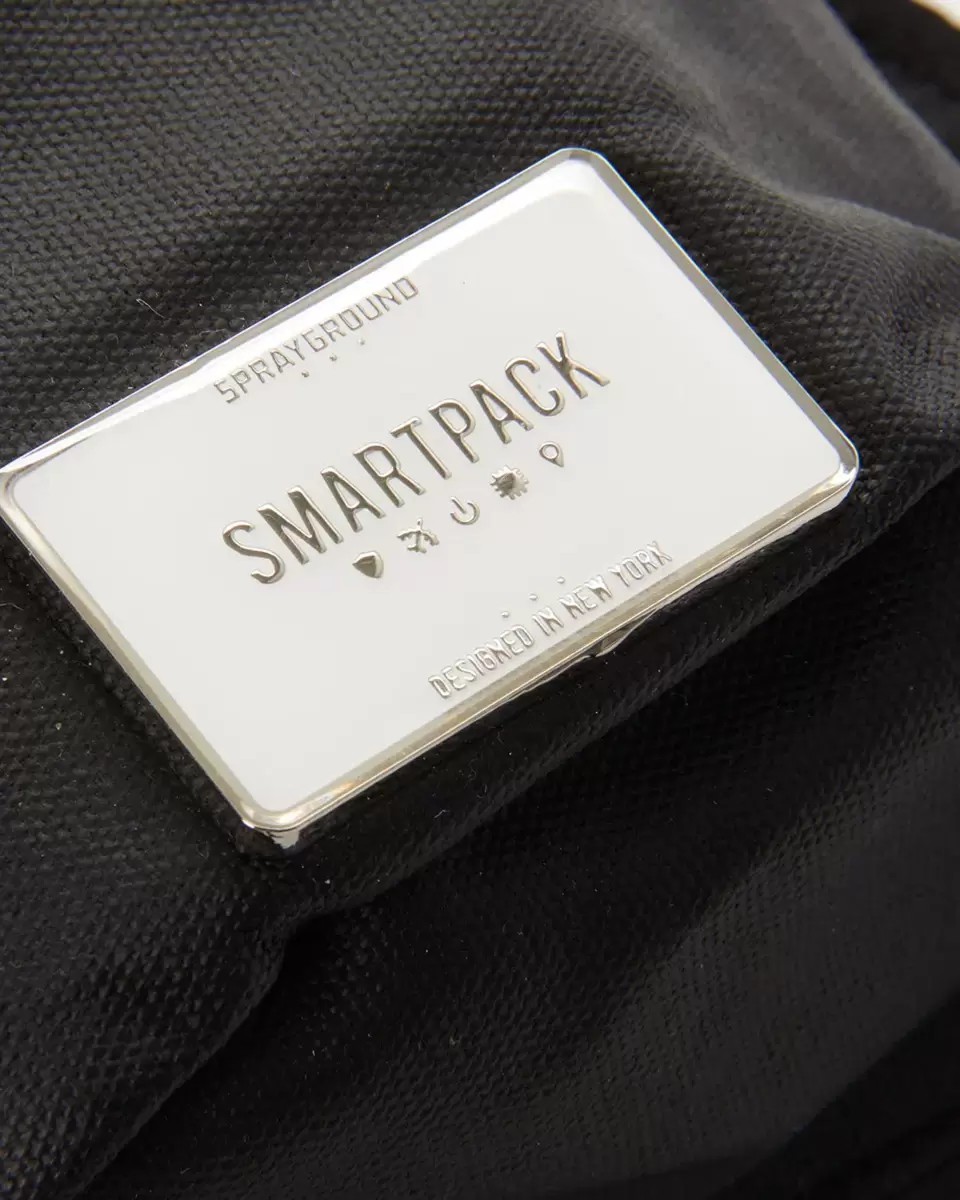 SPRAYGROUND
SMARTPACK
DESIGNED IN NEW YORK